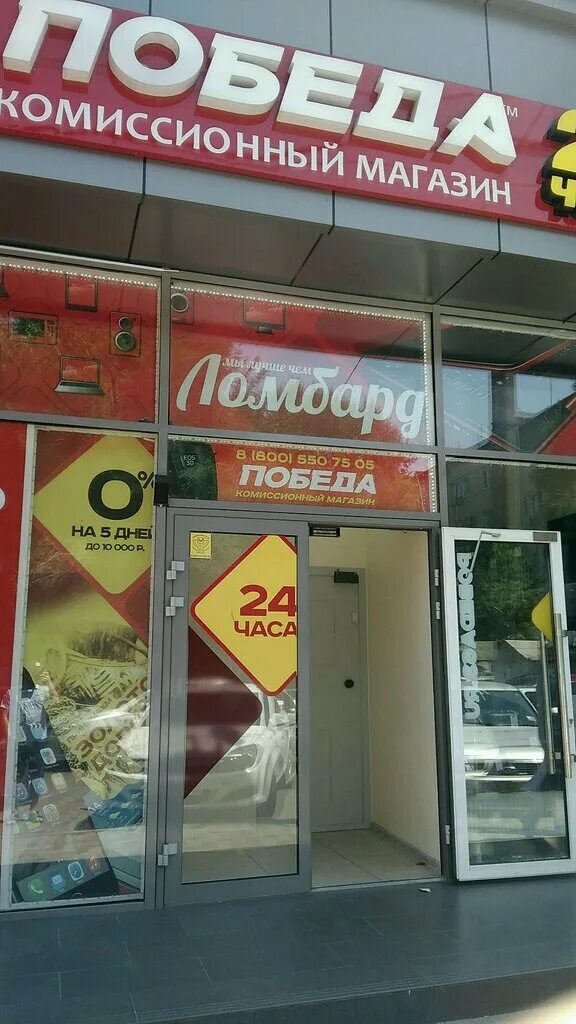 ПОБЕДА
ТМ
КОМИССИОННЫЙ МАГАЗИН
мы лучше чем
Ломбард
8 (800) 550 75 05
ПОБЕДА
КОМИССИОННЫЙ МАГАЗИН
0%
НА 5 ДНЕЙ
ДО 10 000 Р.
24
ЧАСА